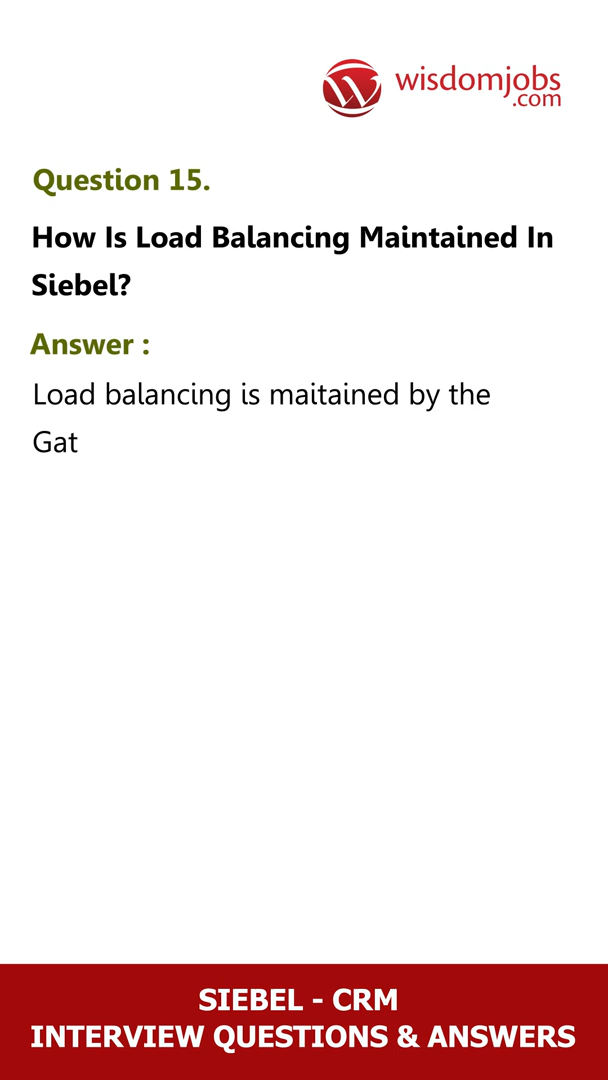 wisdomjobs
.com
Question 15.
How Is Load Balancing Maintained In
Siebel?
Answer :
Load balancing is maitained by the
Gat
SIEBEL - CRM
INTERVIEW QUESTIONS & ANSWERS